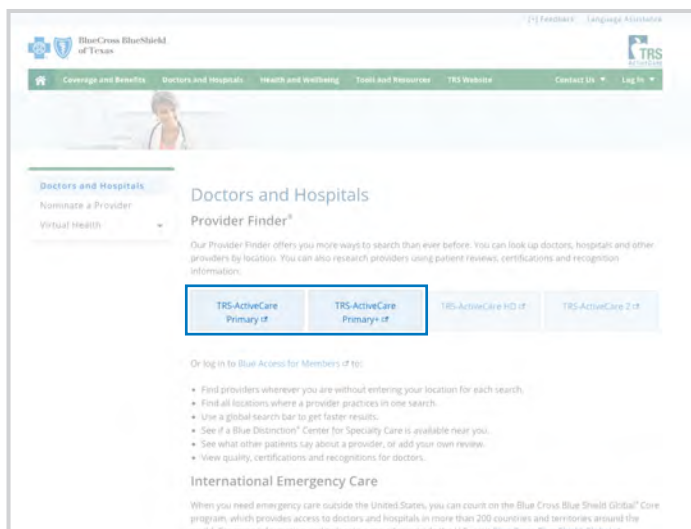 [+] Feedback Language Assistance
BlueCross BlueShield
of Texas
TRS
Coverage and Benefits Doctors and Hospitals Health and Wellbeing Tools and Resources TRS Website Contact Us Log In
Doctors and Hospitals
Nominate a Provider
Virtual Health
Doctors and Hospitals
Provider Finder®
Our Provider Finder offers you more ways to search than ever before. You can look up doctors, hospitals and other
providers by location. You can also research providers using patient reviews, certifications and recognition
information.
TRS-ActiveCare TRS-ActiveCare TRS-ActiveCare HD TRS-ActiveCare 2
Primary Primary+
Or log in to Blue Access for Members to:
• Find providers wherever you are without entering your location for each search.
• Find all locations where a provider practices in one search.
• Use a global search bar to get faster results.
• See if a Blue Distinction® Center for Specialty Care is available near you.
• See what other patients say about a provider, or add your own review.
• View quality, certifications and recognitions for doctors.
International Emergency Care
When you need emergency care outside the United States, you can count on the Blue Cross Blue Shield Global® Core
program, which provides access to doctors and hospitals in more than 200 countries and territories around the